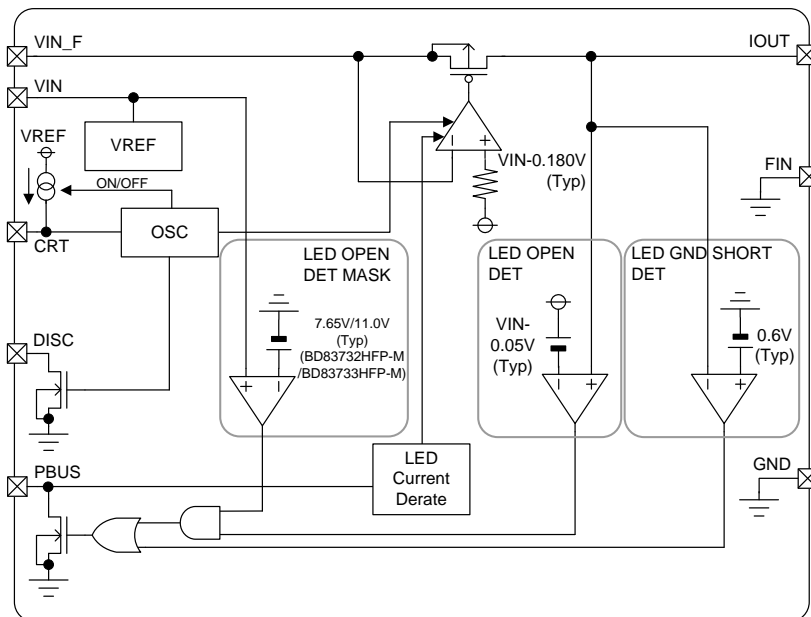 VIN_F
IOUT
VIN
VREF
VREF
ON/OFF
OSC
CRT
VIN-0.180V
(Typ)
FIN
LED OPEN
DET MASK
7.65V/11.0V
(Typ)
(BD83732HFP-M
/BD83733HFP-M)
LED OPEN
DET
VIN-
0.05V
(Typ)
LED GND SHORT
DET
0.6V
(Typ)
DISC
+
+
+
+
PBUS
LED
Current
Derate
GND